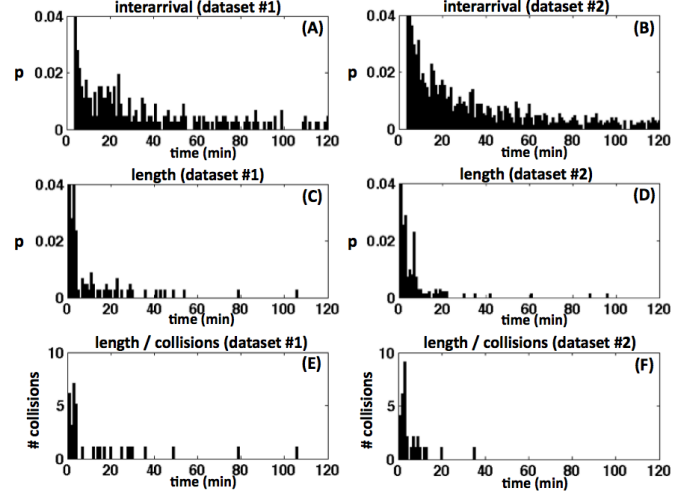 interarrival (dataset #1)
0.04
(A)
p
0.02
0
0 20 40 60 80 100 120
time (min)
interarrival (dataset #2)
0.04
(B)
p
0.02
0
0 20 40 60 80 100 120
time (min)
length (dataset #1)
0.04
(C)
p
0.02
0
0 20 40 60 80 100 120
time (min)
length (dataset #2)
0.04
(D)
p
0.02
0
0 20 40 60 80 100 120
time (min)
length / collisions (dataset #1)
10
(E)
# collisions
5
0
0 20 40 60 80 100 120
time (min)
length / collisions (dataset #2)
10
(F)
# collisions
5
0
0 20 40 60 80 100 120
time (min)